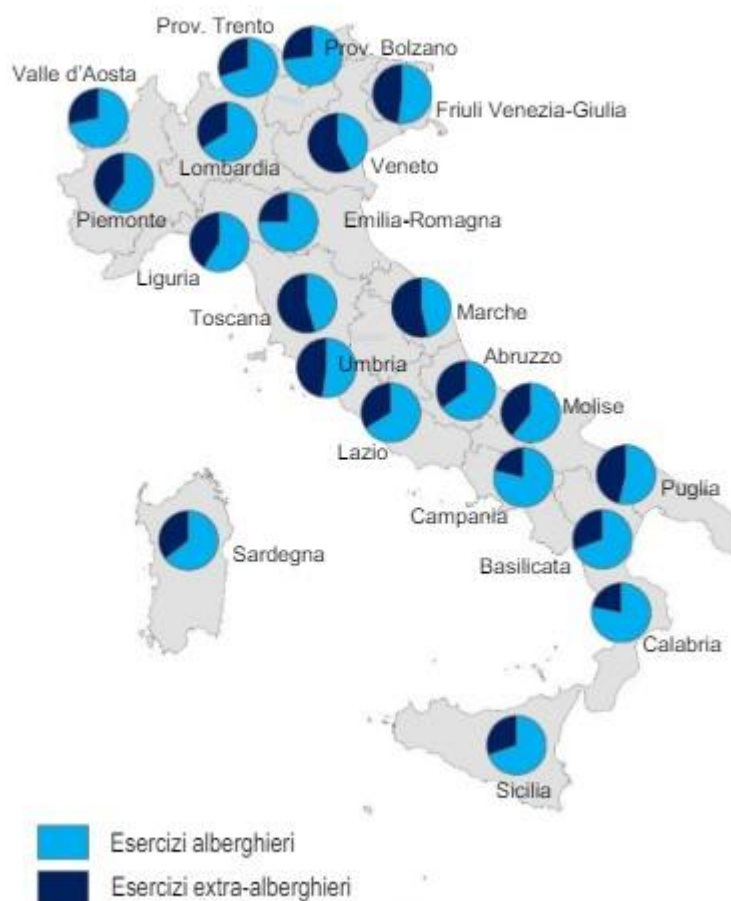 Prov. Trento
Prov. Bolzano
Valle d'Aosta
Friuli Venezia-Giulia
Lombardia
Veneto
Piemonte
Emilia-Romagna
Liguria
Toscana
Marche
Umbria
Abruzzo
Molise
Lazio
Campania
Puglia
Sardegna
Basilicata
Calabria
Sicilia
Esercizi alberghieri
Esercizi extra-alberghieri